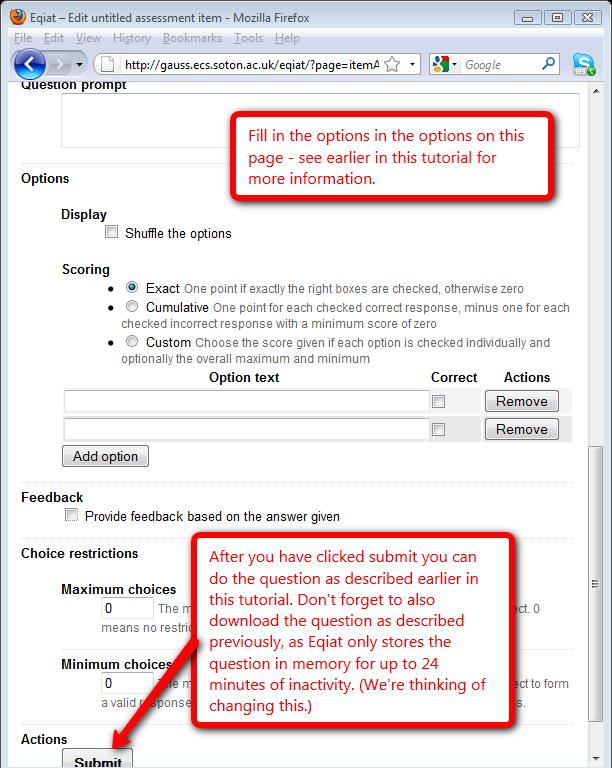 Eqiat – Edit untitled assessment item - Mozilla Firefox
File Edit View History Bookmarks Tools Help
http://gauss.ecs.soton.ac.uk/eqiat/?page=itemA
Google
Question prompt
Fill in the options in the options on this
page - see earlier in this tutorial for
more information.
Options
Display
Shuffle the options
Scoring
Exact One point if exactly the right boxes are checked, otherwise zero
Cumulative One point for each checked correct response, minus one for each
checked incorrect response with a minimum score of zero
Custom Choose the score given if each option is checked individually and
optionally the overall maximum and minimum
Option text Correct Actions
Remove
Remove
Add option
Feedback
Provide feedback based on the answer given
Choice restrictions
After you have clicked submit you can
do the question as described earlier in
this tutorial. Don't forget to also
download the question as described
previously, as Eqiat only stores the
question in memory for up to 24
minutes of inactivity. (We're thinking of
changing this.)
Maximum choices
0 The m ct. 0
means no restric
Minimum choices
0 The m ect to form
a valid response s.
Actions
Submit